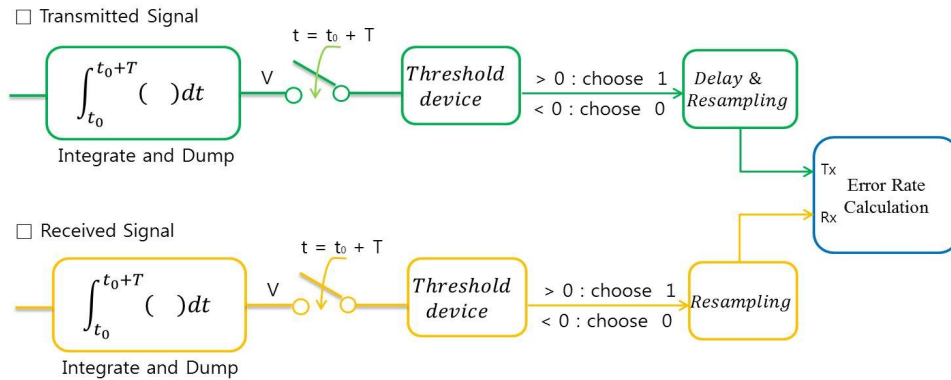 □ Transmitted Signal
t = t₀ + T
∫ t₀ t₀+T ( )dt
V
Threshold
device
> 0 : choose 1
< 0 : choose 0
Delay &
Resampling
Integrate and Dump
Tx
Rx
Error Rate
Calculation
□ Received Signal
t = t₀ + T
∫ t₀ t₀+T ( )dt
V
Threshold
device
> 0 : choose 1
< 0 : choose 0
Resampling
Integrate and Dump